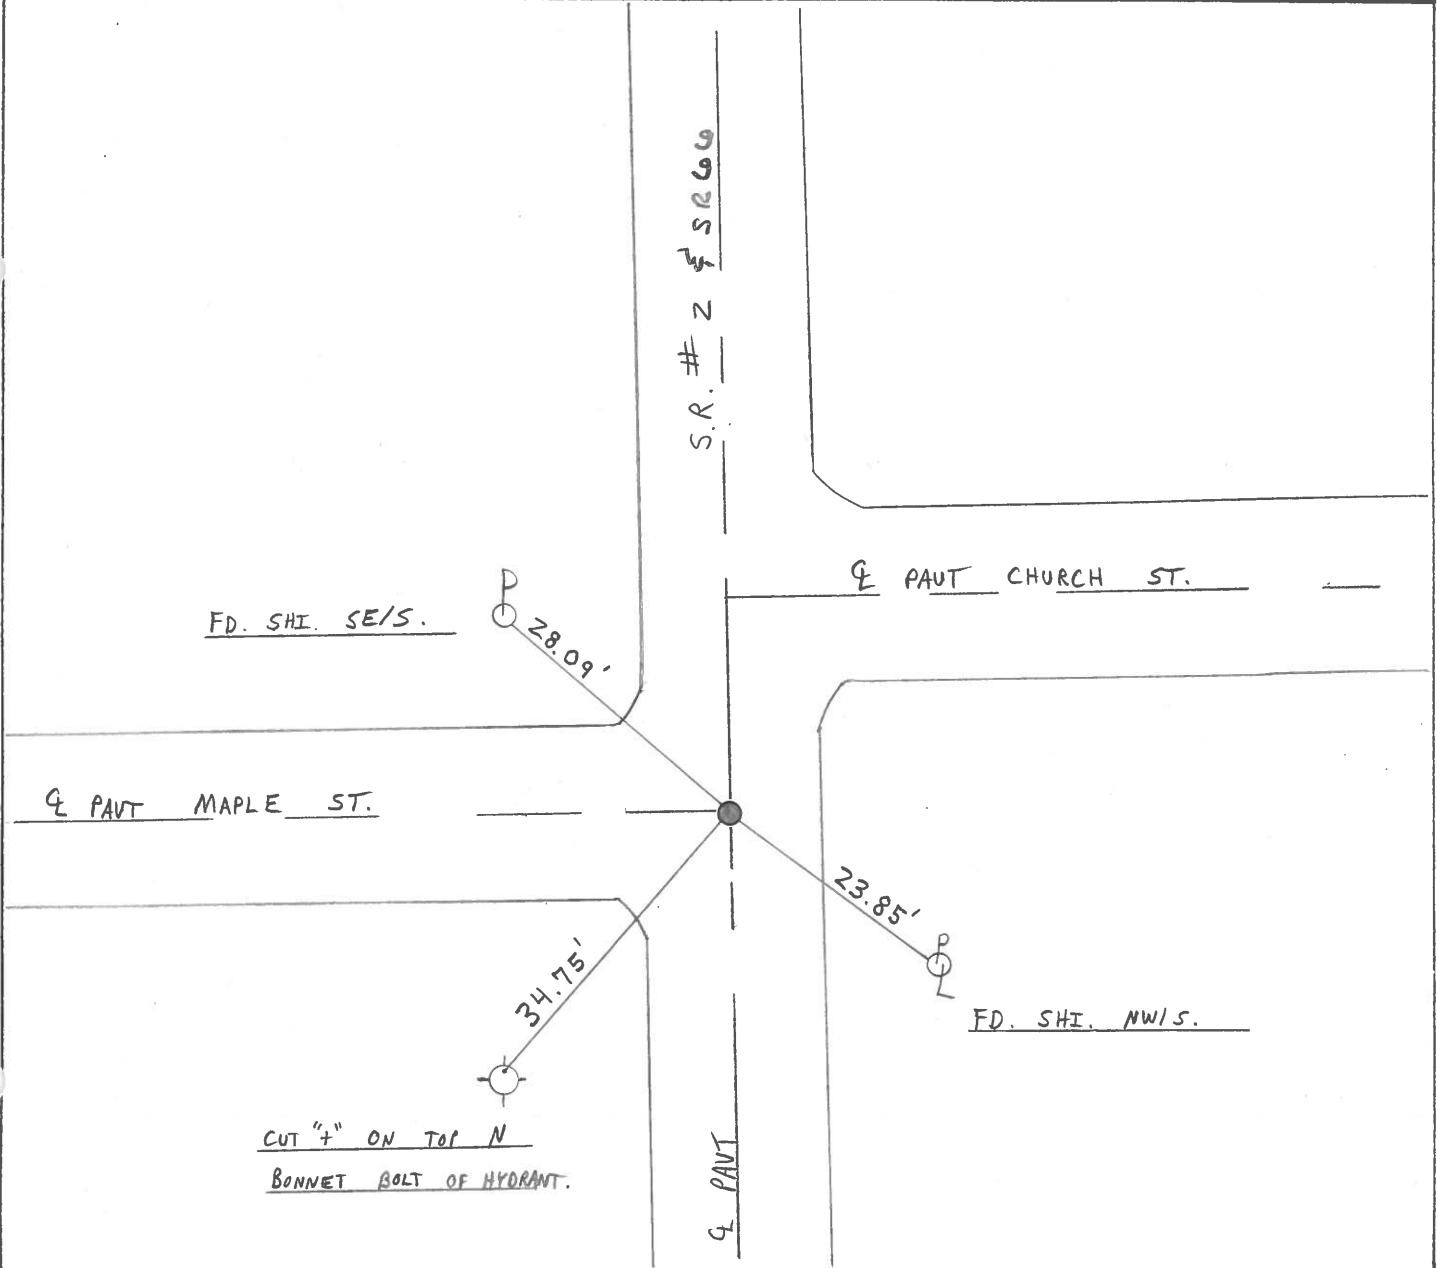 S.R. # 2 & SR 99
℄ PAVT CHURCH ST.
P
FD. SHI. SE/S.
28.09'
℄ PAVT MAPLE ST.
23.85'
P
L
34.75'
FD. SHI. NW/S.
CUT "+" ON TOP N
BONNET BOLT OF HYDRANT.
℄ PAVT